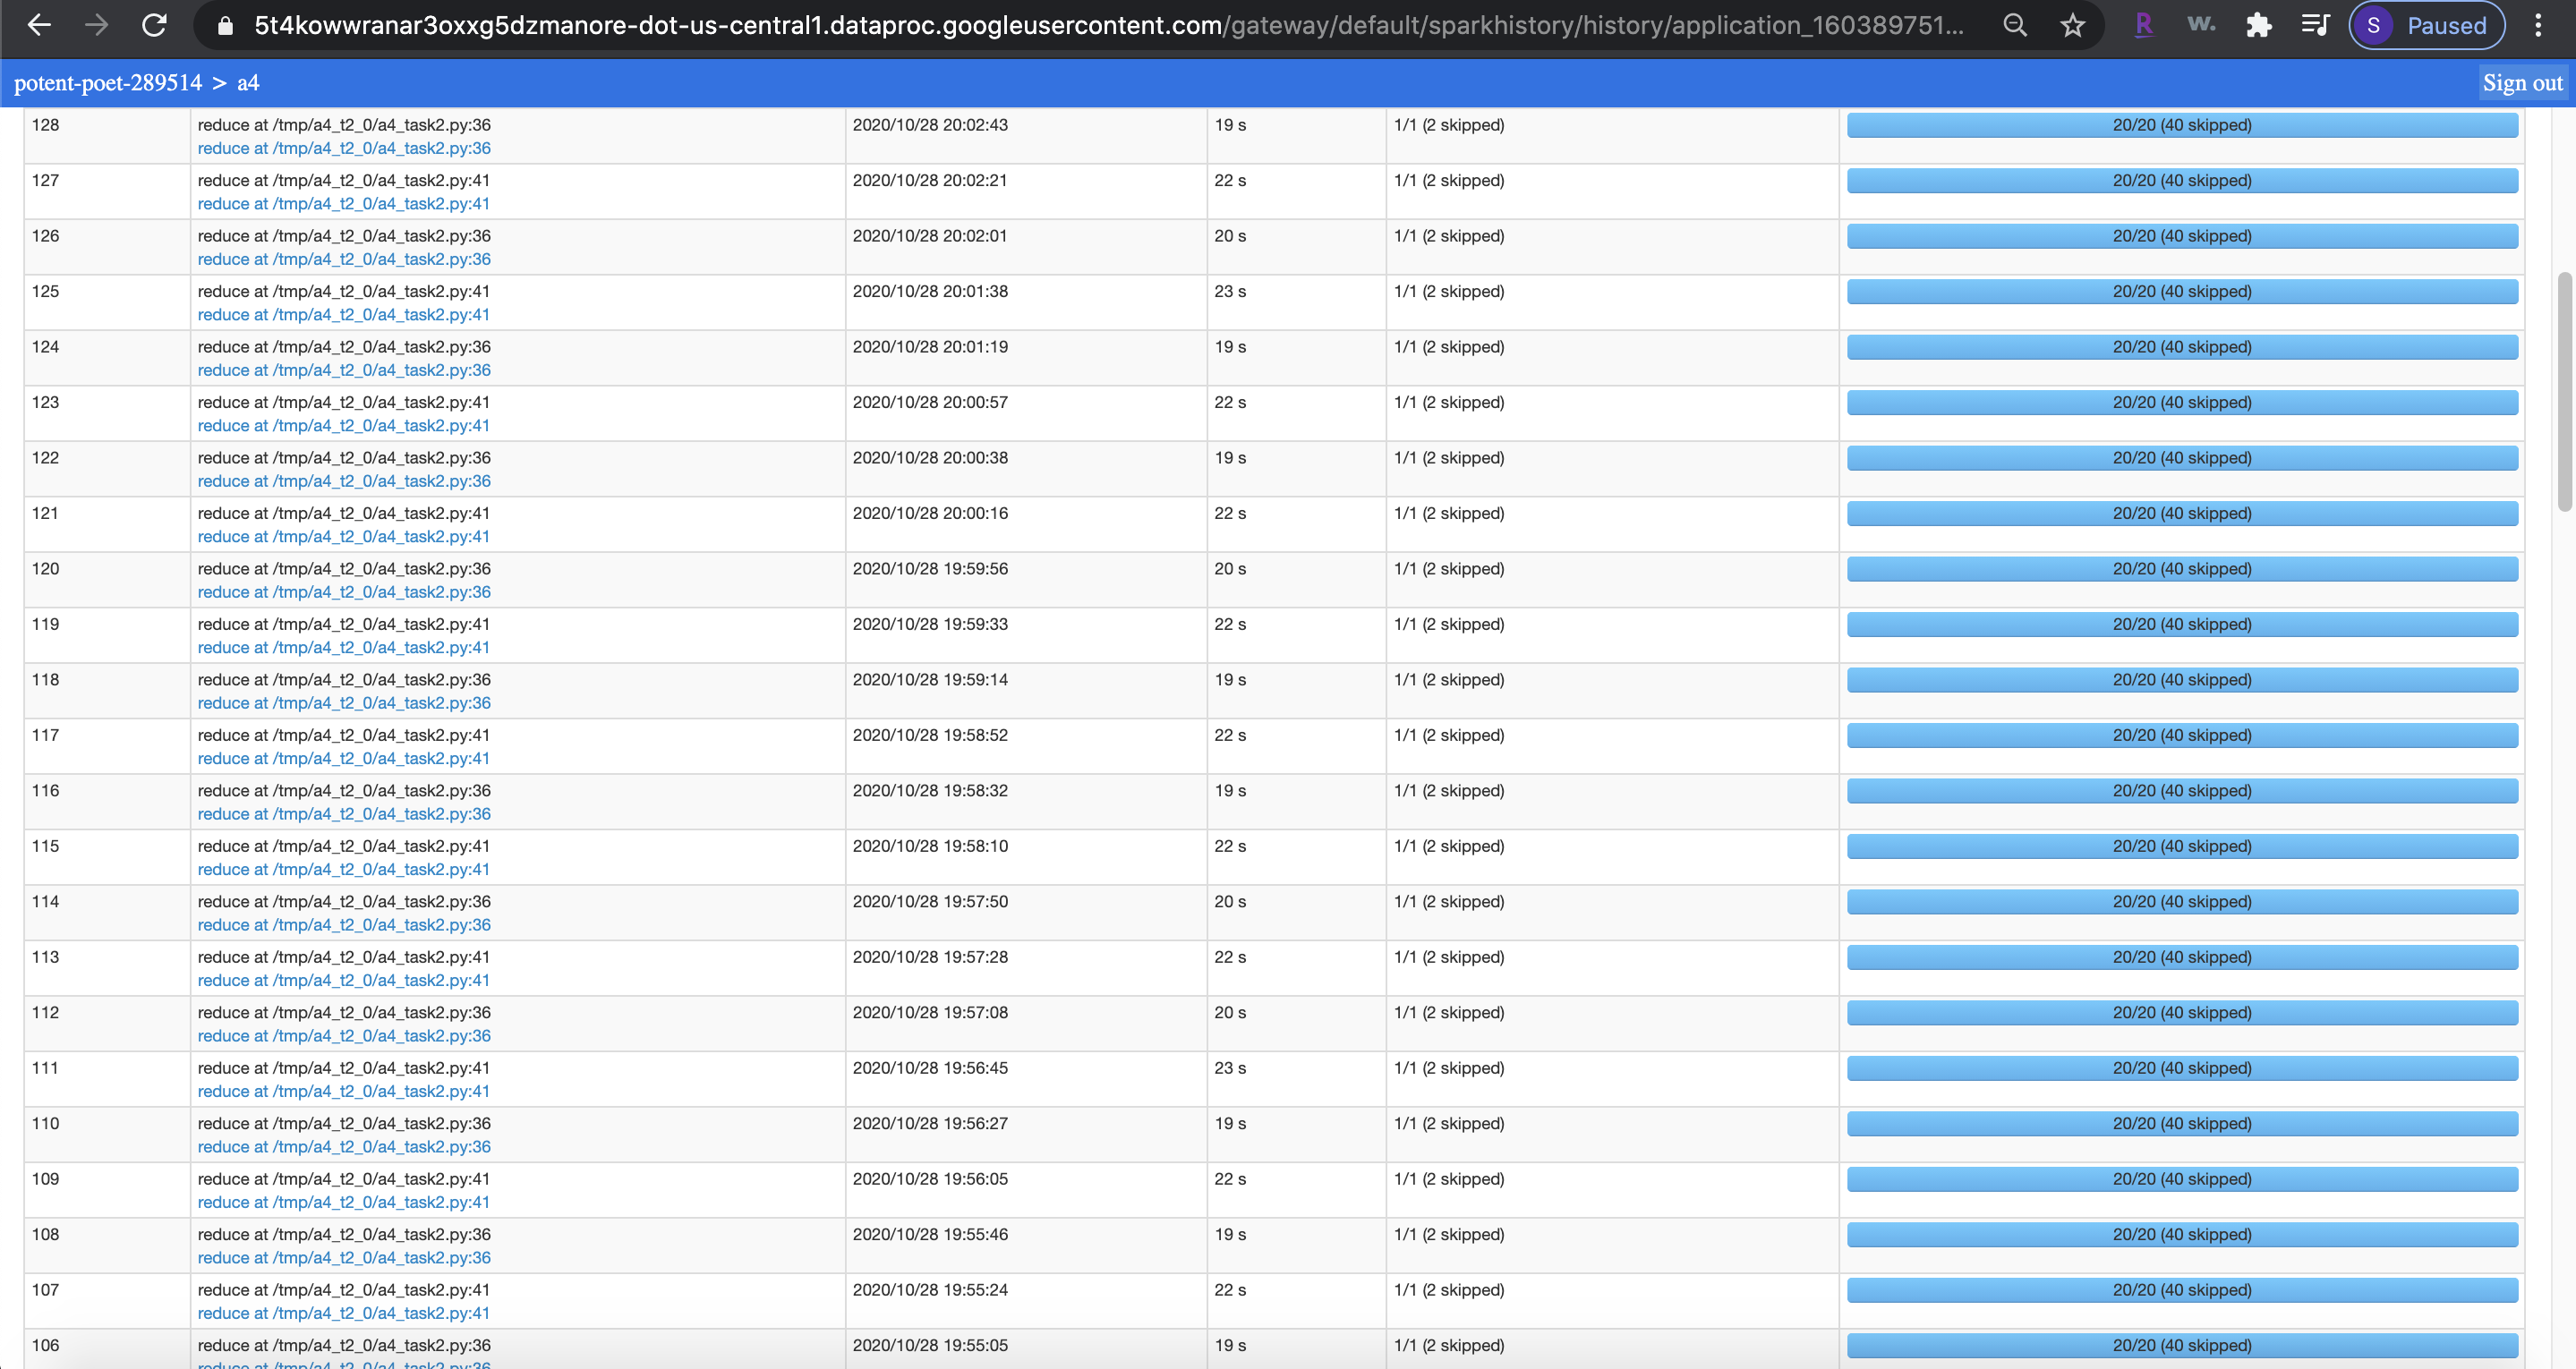 5t4kowwranar3oxxg5dzmanore-dot-us-central1.dataproc.googleusercontent.com/gateway/default/sparkhistory/history/application_160389751... R w. S Paused
potent-poet-289514 > a4 Sign out
128 reduce at /tmp/a4_t2_0/a4_task2.py:36 2020/10/28 20:02:43 19 s 1/1 (2 skipped) 20/20 (40 skipped)
reduce at /tmp/a4_t2_0/a4_task2.py:36
127 reduce at /tmp/a4_t2_0/a4_task2.py:41 2020/10/28 20:02:21 22 s 1/1 (2 skipped) 20/20 (40 skipped)
reduce at /tmp/a4_t2_0/a4_task2.py:41
126 reduce at /tmp/a4_t2_0/a4_task2.py:36 2020/10/28 20:02:01 20 s 1/1 (2 skipped) 20/20 (40 skipped)
reduce at /tmp/a4_t2_0/a4_task2.py:36
125 reduce at /tmp/a4_t2_0/a4_task2.py:41 2020/10/28 20:01:38 23 s 1/1 (2 skipped) 20/20 (40 skipped)
reduce at /tmp/a4_t2_0/a4_task2.py:41
124 reduce at /tmp/a4_t2_0/a4_task2.py:36 2020/10/28 20:01:19 19 s 1/1 (2 skipped) 20/20 (40 skipped)
reduce at /tmp/a4_t2_0/a4_task2.py:36
123 reduce at /tmp/a4_t2_0/a4_task2.py:41 2020/10/28 20:00:57 22 s 1/1 (2 skipped) 20/20 (40 skipped)
reduce at /tmp/a4_t2_0/a4_task2.py:41
122 reduce at /tmp/a4_t2_0/a4_task2.py:36 2020/10/28 20:00:38 19 s 1/1 (2 skipped) 20/20 (40 skipped)
reduce at /tmp/a4_t2_0/a4_task2.py:36
121 reduce at /tmp/a4_t2_0/a4_task2.py:41 2020/10/28 20:00:16 22 s 1/1 (2 skipped) 20/20 (40 skipped)
reduce at /tmp/a4_t2_0/a4_task2.py:41
120 reduce at /tmp/a4_t2_0/a4_task2.py:36 2020/10/28 19:59:56 20 s 1/1 (2 skipped) 20/20 (40 skipped)
reduce at /tmp/a4_t2_0/a4_task2.py:36
119 reduce at /tmp/a4_t2_0/a4_task2.py:41 2020/10/28 19:59:33 22 s 1/1 (2 skipped) 20/20 (40 skipped)
reduce at /tmp/a4_t2_0/a4_task2.py:41
118 reduce at /tmp/a4_t2_0/a4_task2.py:36 2020/10/28 19:59:14 19 s 1/1 (2 skipped) 20/20 (40 skipped)
reduce at /tmp/a4_t2_0/a4_task2.py:36
117 reduce at /tmp/a4_t2_0/a4_task2.py:41 2020/10/28 19:58:52 22 s 1/1 (2 skipped) 20/20 (40 skipped)
reduce at /tmp/a4_t2_0/a4_task2.py:41
116 reduce at /tmp/a4_t2_0/a4_task2.py:36 2020/10/28 19:58:32 19 s 1/1 (2 skipped) 20/20 (40 skipped)
reduce at /tmp/a4_t2_0/a4_task2.py:36
115 reduce at /tmp/a4_t2_0/a4_task2.py:41 2020/10/28 19:58:10 22 s 1/1 (2 skipped) 20/20 (40 skipped)
reduce at /tmp/a4_t2_0/a4_task2.py:41
114 reduce at /tmp/a4_t2_0/a4_task2.py:36 2020/10/28 19:57:50 20 s 1/1 (2 skipped) 20/20 (40 skipped)
reduce at /tmp/a4_t2_0/a4_task2.py:36
113 reduce at /tmp/a4_t2_0/a4_task2.py:41 2020/10/28 19:57:28 22 s 1/1 (2 skipped) 20/20 (40 skipped)
reduce at /tmp/a4_t2_0/a4_task2.py:41
112 reduce at /tmp/a4_t2_0/a4_task2.py:36 2020/10/28 19:57:08 20 s 1/1 (2 skipped) 20/20 (40 skipped)
reduce at /tmp/a4_t2_0/a4_task2.py:36
111 reduce at /tmp/a4_t2_0/a4_task2.py:41 2020/10/28 19:56:45 23 s 1/1 (2 skipped) 20/20 (40 skipped)
reduce at /tmp/a4_t2_0/a4_task2.py:41
110 reduce at /tmp/a4_t2_0/a4_task2.py:36 2020/10/28 19:56:27 19 s 1/1 (2 skipped) 20/20 (40 skipped)
reduce at /tmp/a4_t2_0/a4_task2.py:36
109 reduce at /tmp/a4_t2_0/a4_task2.py:41 2020/10/28 19:56:05 22 s 1/1 (2 skipped) 20/20 (40 skipped)
reduce at /tmp/a4_t2_0/a4_task2.py:41
108 reduce at /tmp/a4_t2_0/a4_task2.py:36 2020/10/28 19:55:46 19 s 1/1 (2 skipped) 20/20 (40 skipped)
reduce at /tmp/a4_t2_0/a4_task2.py:36
107 reduce at /tmp/a4_t2_0/a4_task2.py:41 2020/10/28 19:55:24 22 s 1/1 (2 skipped) 20/20 (40 skipped)
reduce at /tmp/a4_t2_0/a4_task2.py:41
106 reduce at /tmp/a4_t2_0/a4_task2.py:36 2020/10/28 19:55:05 19 s 1/1 (2 skipped) 20/20 (40 skipped)
reduce at /tmp/a4_t2_0/a4_task2.py:36